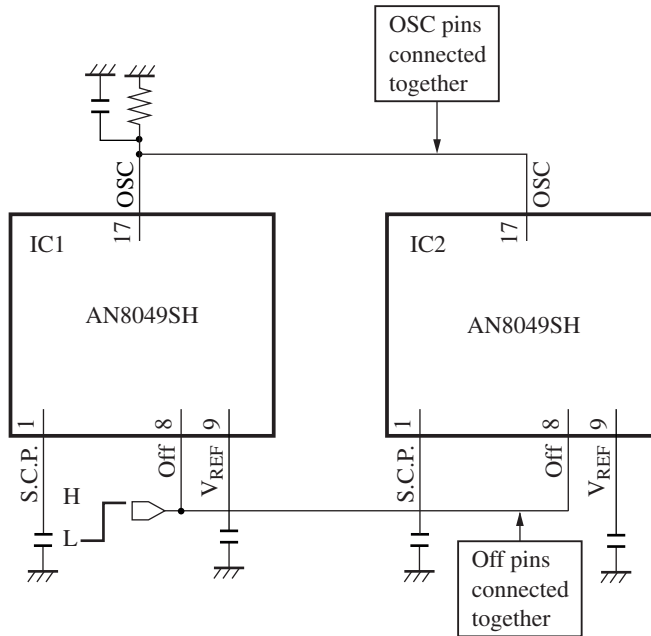 OSC pins
connected
together
OSC
OSC
17
17
IC1
IC2
AN8049SH
AN8049SH
1
8
9
1
8
9
S.C.P.
Off
VREF
S.C.P.
Off
VREF
H
L
Off pins
connected
together